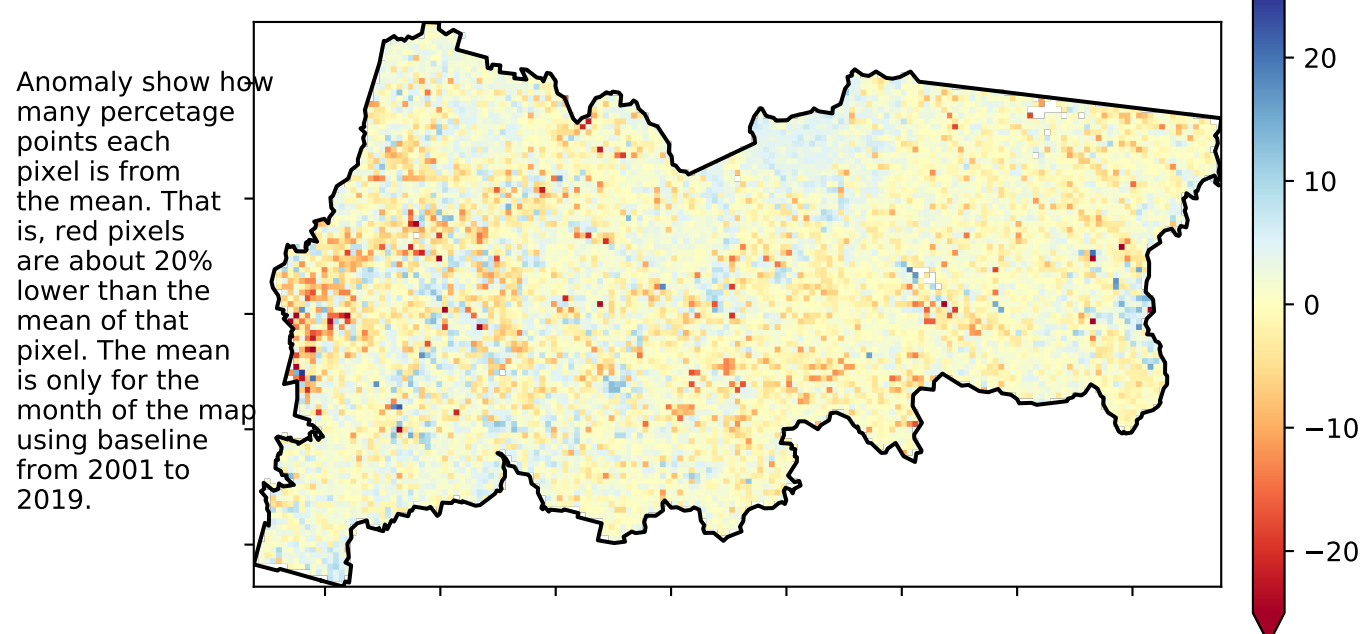 Anomaly show how
many percetage
points each
pixel is from
the mean. That
is, red pixels
are about 20%
lower than the
mean of that
pixel. The mean
is only for the
month of the map
using baseline
from 2001 to
2019.
20
10
0
−10
−20